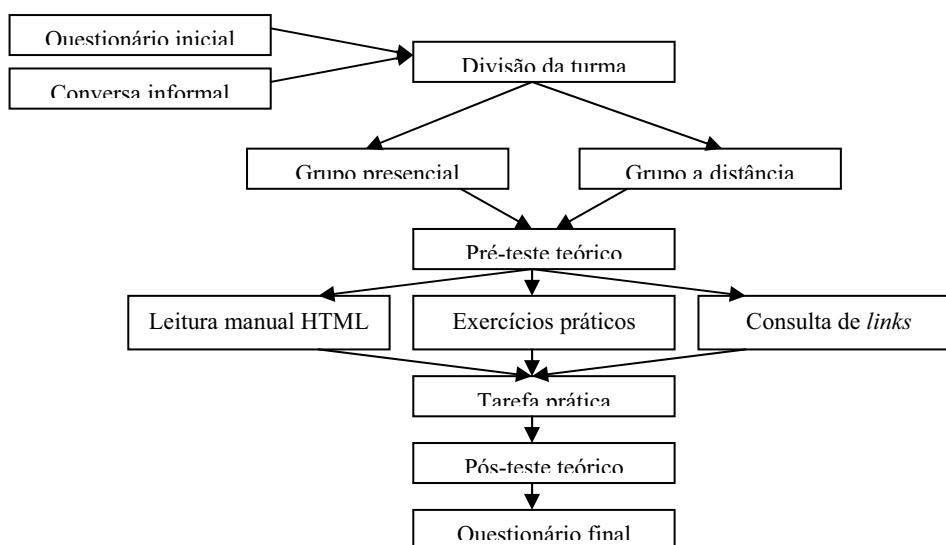 Questionário inicial
Conversa informal
Divisão da turma
Grupo presencial
Grupo a distância
Pré-teste teórico
Leitura manual HTML
Exercícios práticos
Consulta de links
Tarefa prática
Pós-teste teórico
Questionário final